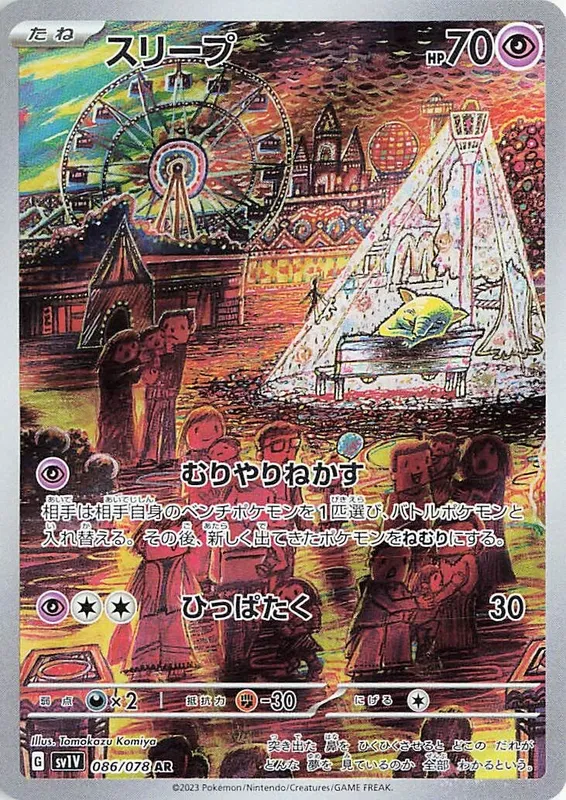 たね
スリープ
HP70
むりやりねかす
相手は相手自身のベンチポケモンを1匹選び、バトルポケモンと
入れ替える。その後、新しく出てきたポケモンをねむりにする。
ひっぱたく 30
弱点 ×2 抵抗力 -30 にげる
Illus. Tomokazu Komiya
G sv1V 086/078 AR
突き出た 鼻を ひくひくさせると どこの だれが
どんな 夢を 見ているのか 全部 わかるという。
©2023 Pokémon/Nintendo/Creatures/GAME FREAK.